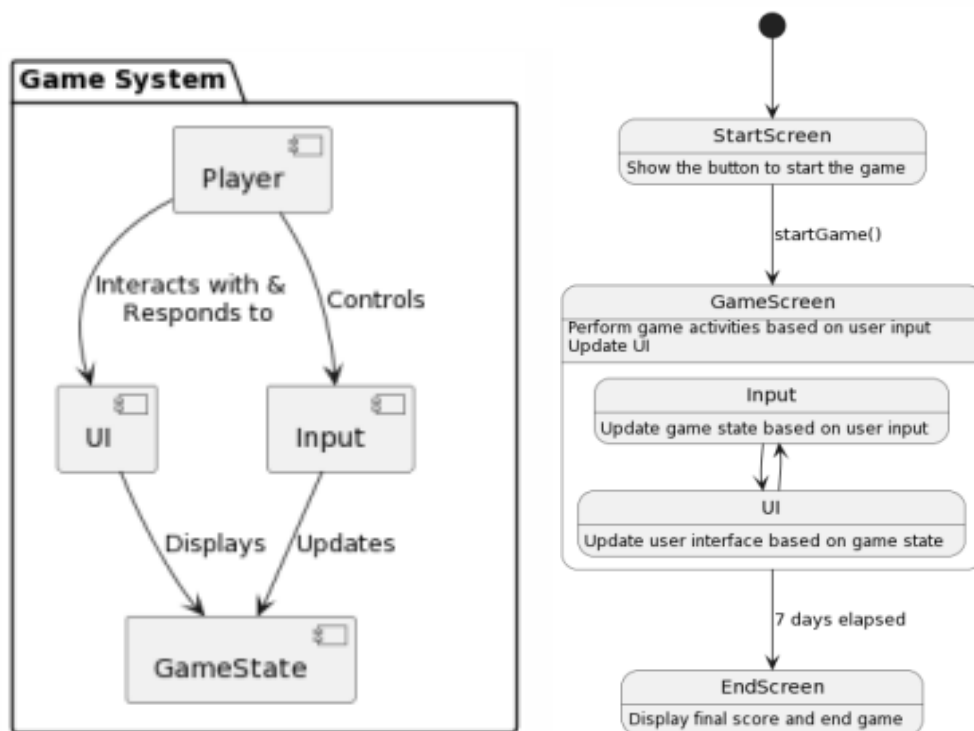 Game System
Player
Interacts with &
Responds to
Controls
UI
Input
Displays
Updates
GameState
StartScreen
Show the button to start the game
startGame()
GameScreen
Perform game activities based on user input
Update UI
Input
Update game state based on user input
UI
Update user interface based on game state
7 days elapsed
EndScreen
Display final score and end game